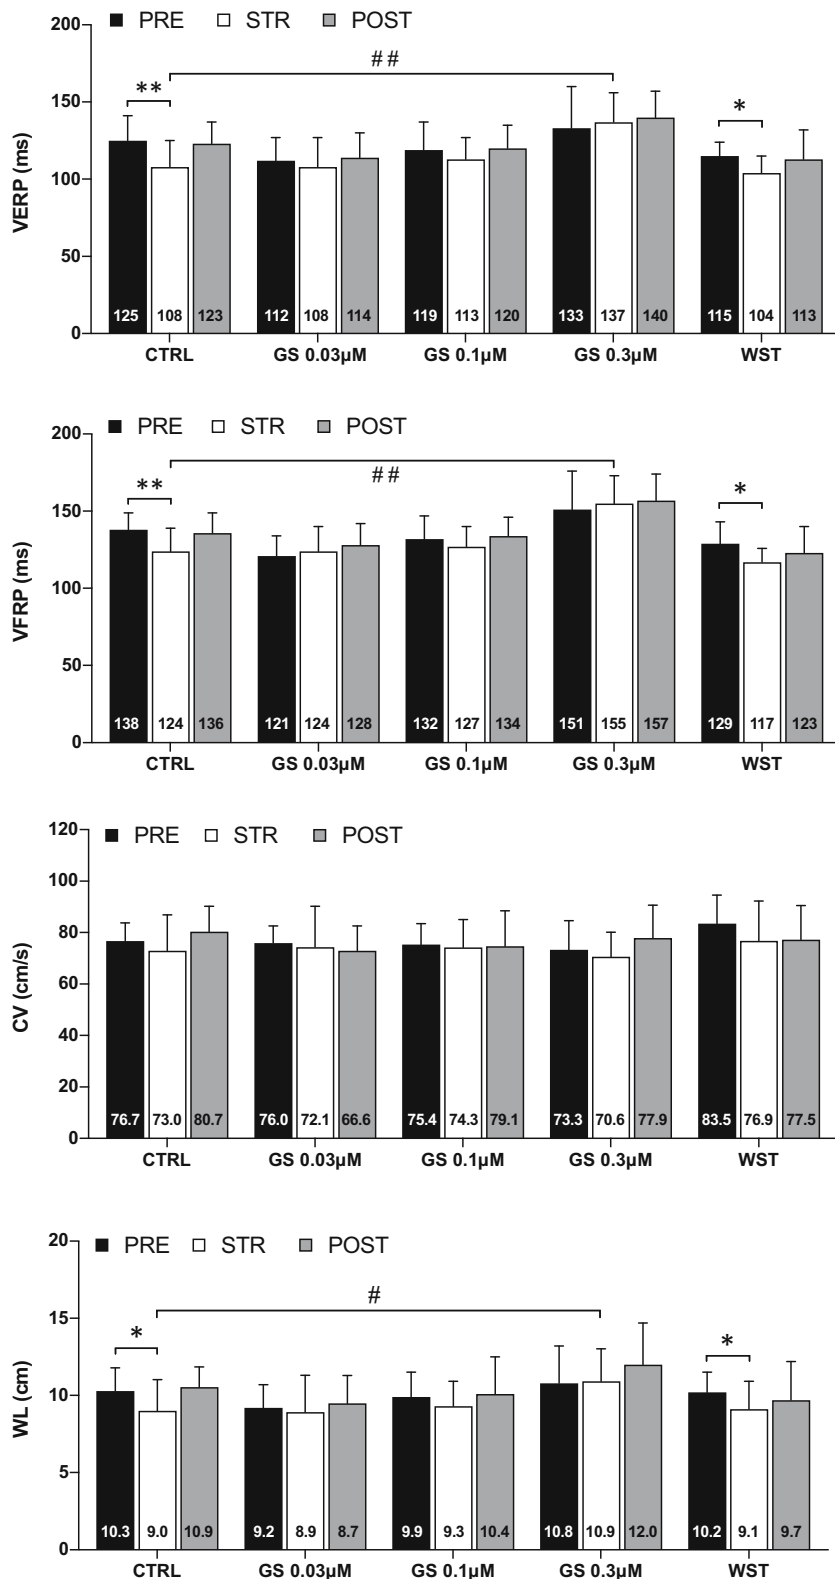 PRE STR POST
200
##
**
*
150
100
50
0
VERP (ms)
125 108 123 112 108 114 119 113 120 133 137 140 115 104 113
CTRL GS 0.03µM GS 0.1µM GS 0.3µM WST
200
PRE STR POST
**
##
*
150
100
50
0
VFRP (ms)
138 124 136 121 124 128 132 127 134 151 155 157 129 117 123
CTRL GS 0.03µM GS 0.1µM GS 0.3µM WST
120
PRE STR POST
100
80
60
40
20
0
CV (cm/s)
76.7 73.0 80.7 76.0 72.1 66.6 75.4 74.3 79.1 73.3 70.6 77.9 83.5 76.9 77.5
CTRL GS 0.03µM GS 0.1µM GS 0.3µM WST
20
PRE STR POST
#
*
*
15
10
5
0
WL (cm)
10.3 9.0 10.9 9.2 8.9 8.7 9.9 9.3 10.4 10.8 10.9 12.0 10.2 9.1 9.7
CTRL GS 0.03µM GS 0.1µM GS 0.3µM WST